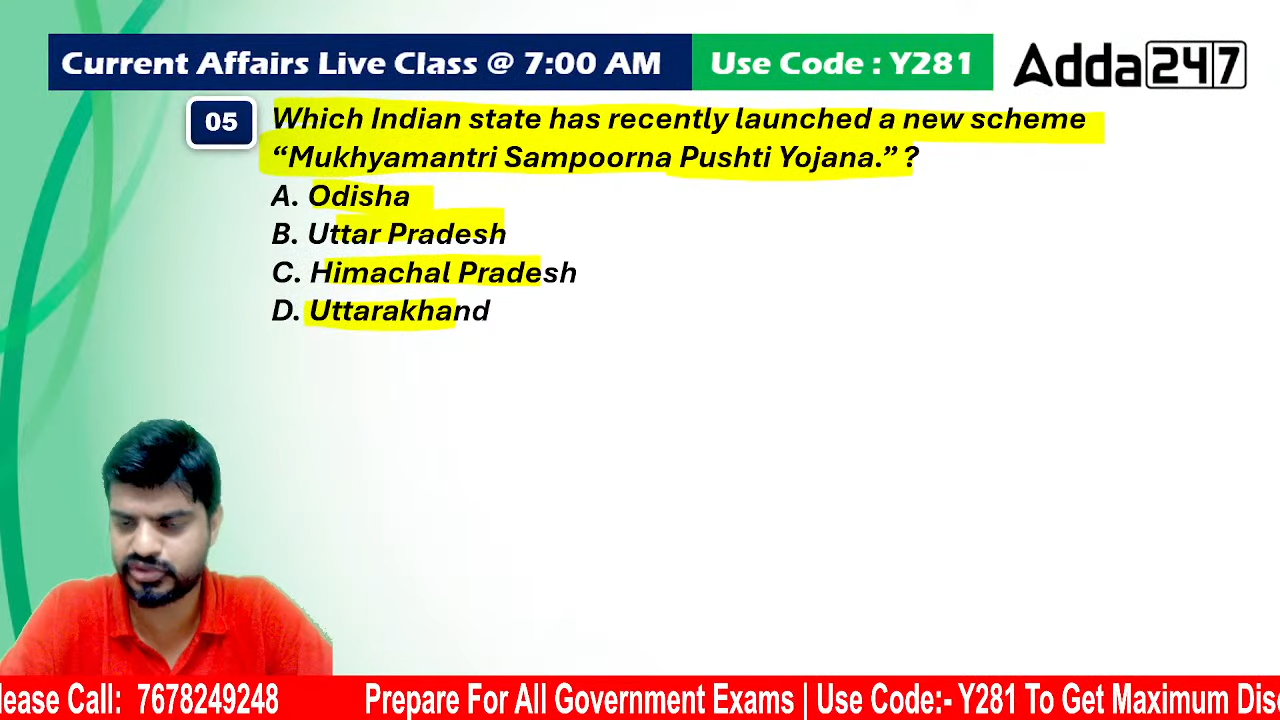 Current Affairs Live Class @ 7:00 AM Use Code : Y281 Adda247
05 Which Indian state has recently launched a new scheme
“Mukhyamantri Sampoorna Pushti Yojana.” ?
A. Odisha
B. Uttar Pradesh
C. Himachal Pradesh
D. Uttarakhand
lease Call: 7678249248 Prepare For All Government Exams | Use Code:- Y281 To Get Maximum Disc